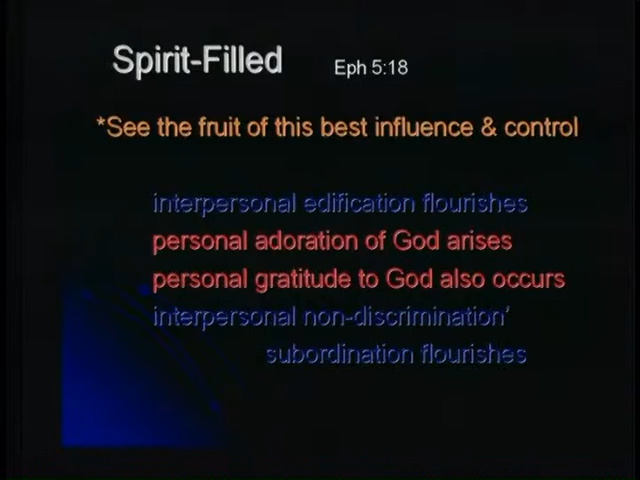 Spirit-Filled Eph 5:18
*See the fruit of this best influence & control
interpersonal edification flourishes
personal adoration of God arises
personal gratitude to God also occurs
interpersonal non-discrimination'
subordination flourishes